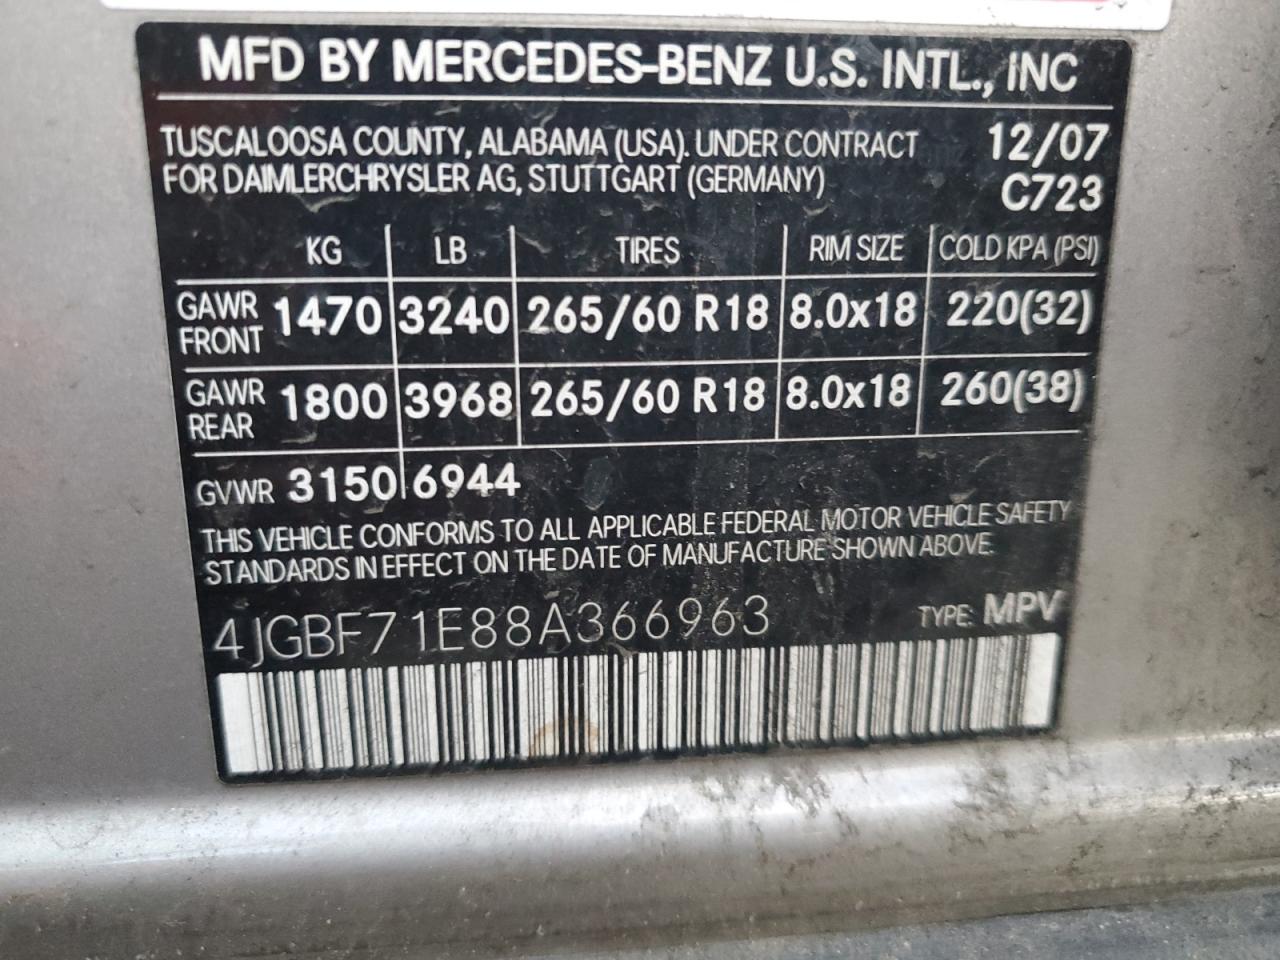 MFD BY MERCEDES-BENZ U.S. INTL., INC
TUSCALOOSA COUNTY, ALABAMA (USA). UNDER CONTRACT 12/07
FOR DAIMLERCHRYSLER AG, STUTTGART (GERMANY) C723
KG LB TIRES RIM SIZE COLD KPA (PSI)
GAWR FRONT 1470 3240 265/60 R18 8.0x18 220(32)
GAWR REAR 1800 3968 265/60 R18 8.0x18 260(38)
GVWR 3150 6944
THIS VEHICLE CONFORMS TO ALL APPLICABLE FEDERAL MOTOR VEHICLE SAFETY
STANDARDS IN EFFECT ON THE DATE OF MANUFACTURE SHOWN ABOVE.
4JGBF71E88A366963 TYPE: MPV